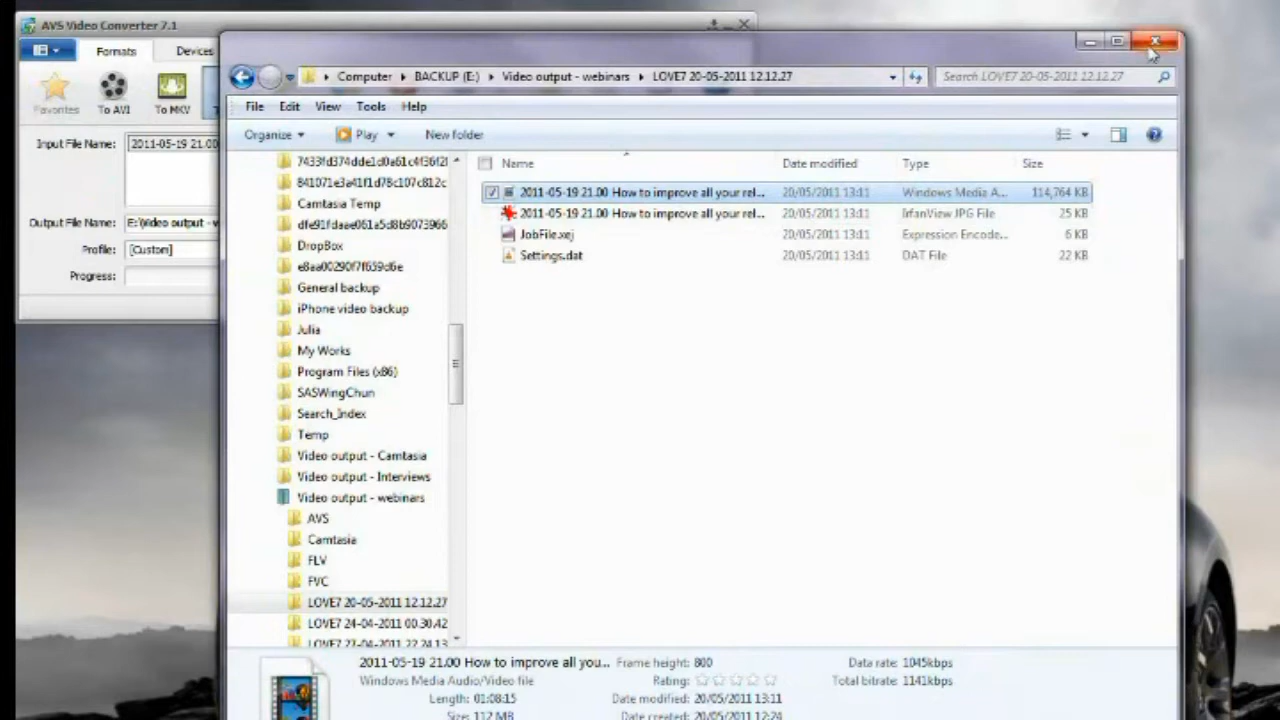 AVS Video Converter 7.1
Formats Devices
Favorites To AVI To MKV
Input File Name: 2011-05-19 21.00
Output File Name: E:\Video output - w
Profile: [Custom]
Progress:
Computer BACKUP (E:) Video output - webinars LOVE7 20-05-2011 12.12.27
Search LOVE7 20-05-2011 12.12.27
File Edit View Tools Help
Organize Play New folder
Name Date modified Type Size
2011-05-19 21.00 How to improve all your rel... 20/05/2011 13:11 Windows Media A... 114,764 KB
2011-05-19 21.00 How to improve all your rel... 20/05/2011 13:11 IrfanView JPG File 25 KB
JobFile.xej 20/05/2011 13:11 Expression Encode... 6 KB
Settings.dat 20/05/2011 13:11 DAT File 22 KB
Camtasia Temp
DropBox
General backup
iPhone video backup
Julia
My Works
Program Files (x86)
SASWingChun
Search_Index
Temp
Video output - Camtasia
Video output - Interviews
Video output - webinars
AVS
Camtasia
FLV
FVC
LOVE7 20-05-2011 12.12.27
LOVE7 24-04-2011 00.30.42
LOVE7 27-04-2011 22.24.13
2011-05-19 21.00 How to improve all you... Frame height: 800 Data rate: 1045kbps
Windows Media Audio/Video file Rating: Total bitrate: 1141kbps
Length: 01:08:15 Date modified: 20/05/2011 13:11
Size: 112 MB Date created: 20/05/2011 12:24